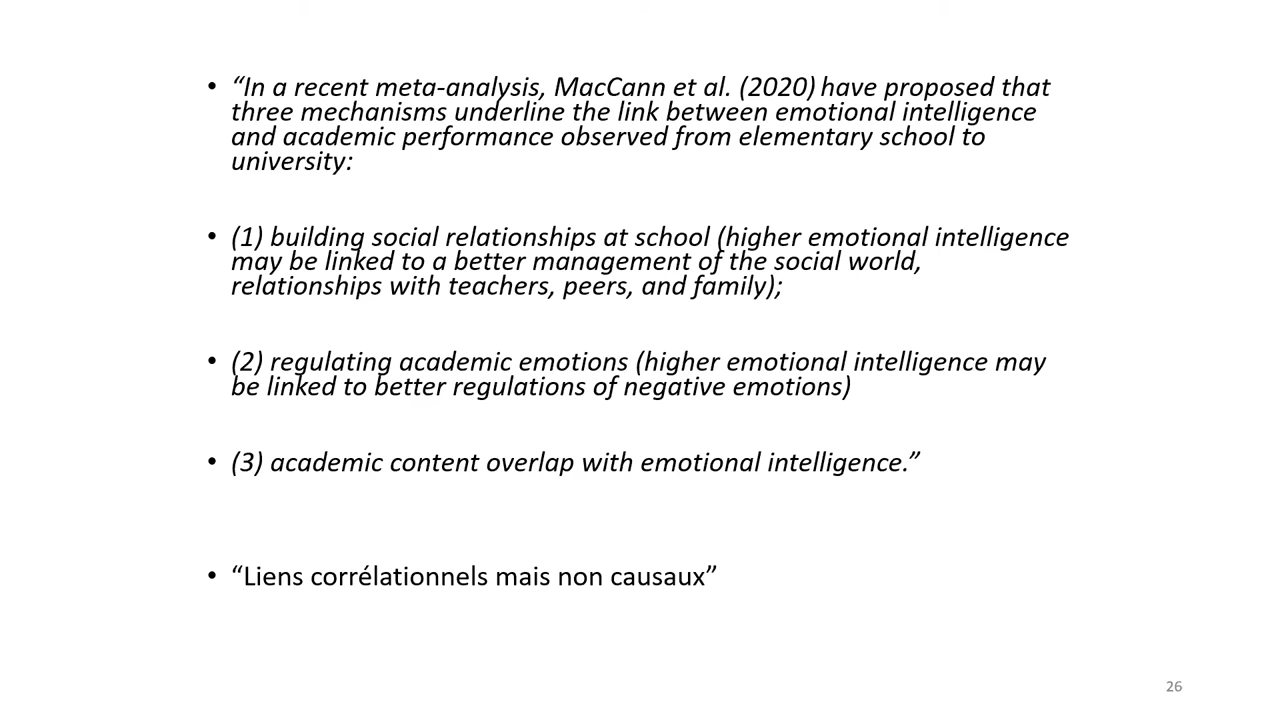 • “In a recent meta-analysis, MacCann et al. (2020) have proposed that
three mechanisms underline the link between emotional intelligence
and academic performance observed from elementary school to
university:
• (1) building social relationships at school (higher emotional intelligence
may be linked to a better management of the social world,
relationships with teachers, peers, and family);
• (2) regulating academic emotions (higher emotional intelligence may
be linked to better regulations of negative emotions)
• (3) academic content overlap with emotional intelligence.”
• “Liens corrélationnels mais non causaux”
26